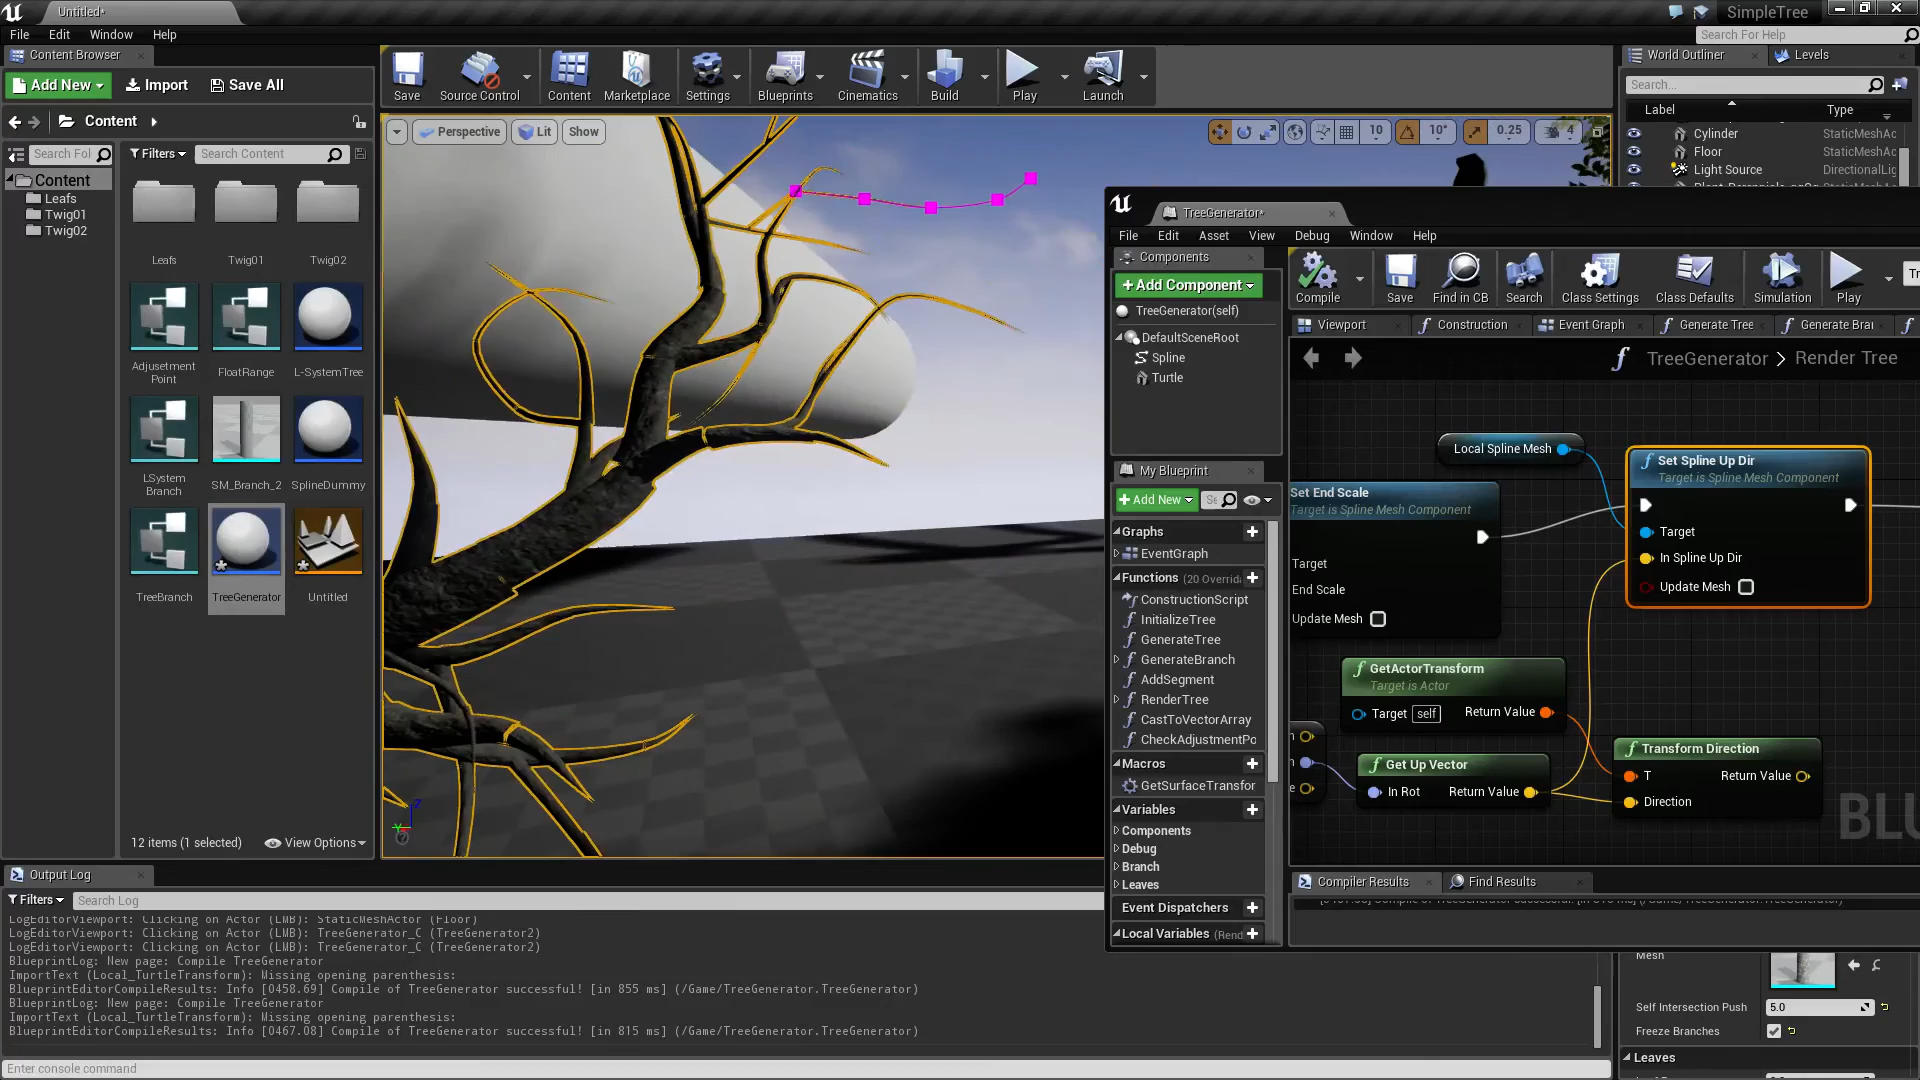 Untitled*
SimpleTree
File Edit Window Help
Search For Help
Content Browser
Add New
Import
Save All
Content
Search Fol
Filters
Search Content
Content
Leafs
Twig01
Twig02
Leafs
Twig01
Twig02
Adjusetment
Point
FloatRange
L-SystemTree
LSystem
Branch
SM_Branch_2
SplineDummy
TreeBranch
TreeGenerator
Untitled
12 items (1 selected)
View Options
Save
Source Control
Content
Marketplace
Settings
Blueprints
Cinematics
Build
Play
Launch
Perspective
Lit
Show
10
10°
0.25
4
World Outliner
Levels
Search...
Label
Type
Cylinder
StaticMeshAc
Floor
StaticMeshAc
Light Source
DirectionalLig
TreeGenerator*
File Edit Asset View Debug Window Help
Components
Add Component
TreeGenerator(self)
DefaultSceneRoot
Spline
Turtle
My Blueprint
Add New
Graphs
EventGraph
Functions (20 Overrida
ConstructionScript
InitializeTree
GenerateTree
GenerateBranch
AddSegment
RenderTree
CastToVectorArray
CheckAdjustmentPo
Macros
GetSurfaceTransfor
Variables
Components
Debug
Branch
Leaves
Event Dispatchers
Local Variables (Rend
Compile
Save
Find in CB
Search
Class Settings
Class Defaults
Simulation
Play
Viewport
Construction
Event Graph
Generate Tree
Generate Bra
TreeGenerator > Render Tree
Local Spline Mesh
Set Spline Up Dir
Target is Spline Mesh Component
Target
In Spline Up Dir
Update Mesh
Set End Scale
Target is Spline Mesh Component
Target
End Scale
Update Mesh
GetActorTransform
Target is Actor
Target self
Return Value
Get Up Vector
In Rot
Return Value
Transform Direction
T
Return Value
Direction
BLU
Compiler Results
Find Results
Mesh
Self Intersection Push
5.0
Freeze Branches
Leaves
Output Log
Filters
Search Log
LogEditorViewport: Clicking on Actor (LMB): StaticMeshActor (Floor)
LogEditorViewport: Clicking on Actor (LMB): TreeGenerator_C (TreeGenerator2)
LogEditorViewport: Clicking on Actor (LMB): TreeGenerator_C (TreeGenerator2)
BlueprintLog: New page: Compile TreeGenerator
ImportText (Local_TurtleTransform): Missing opening parenthesis:
BlueprintEditorCompileResults: Info [0458.69] Compile of TreeGenerator successful! [in 855 ms] (/Game/TreeGenerator.TreeGenerator)
BlueprintLog: New page: Compile TreeGenerator
ImportText (Local_TurtleTransform): Missing opening parenthesis:
BlueprintEditorCompileResults: Info [0467.08] Compile of TreeGenerator successful! [in 815 ms] (/Game/TreeGenerator.TreeGenerator)
Enter console command